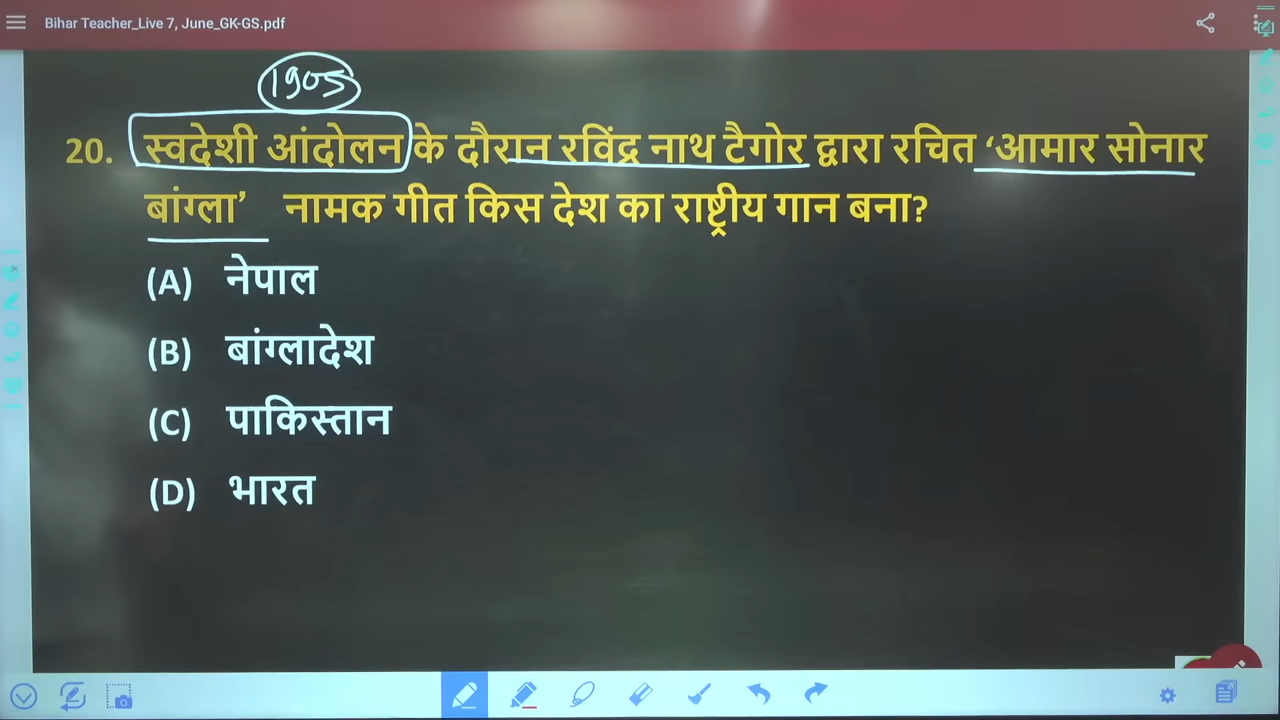 Bihar Teacher_Live 7, June_GK-GS.pdf
1905
20. स्वदेशी आंदोलन के दौरान रविंद्र नाथ टैगोर द्वारा रचित ‘आमार सोनार
बांग्ला’ नामक गीत किस देश का राष्ट्रीय गान बना?
(A) नेपाल
(B) बांग्लादेश
(C) पाकिस्तान
(D) भारत